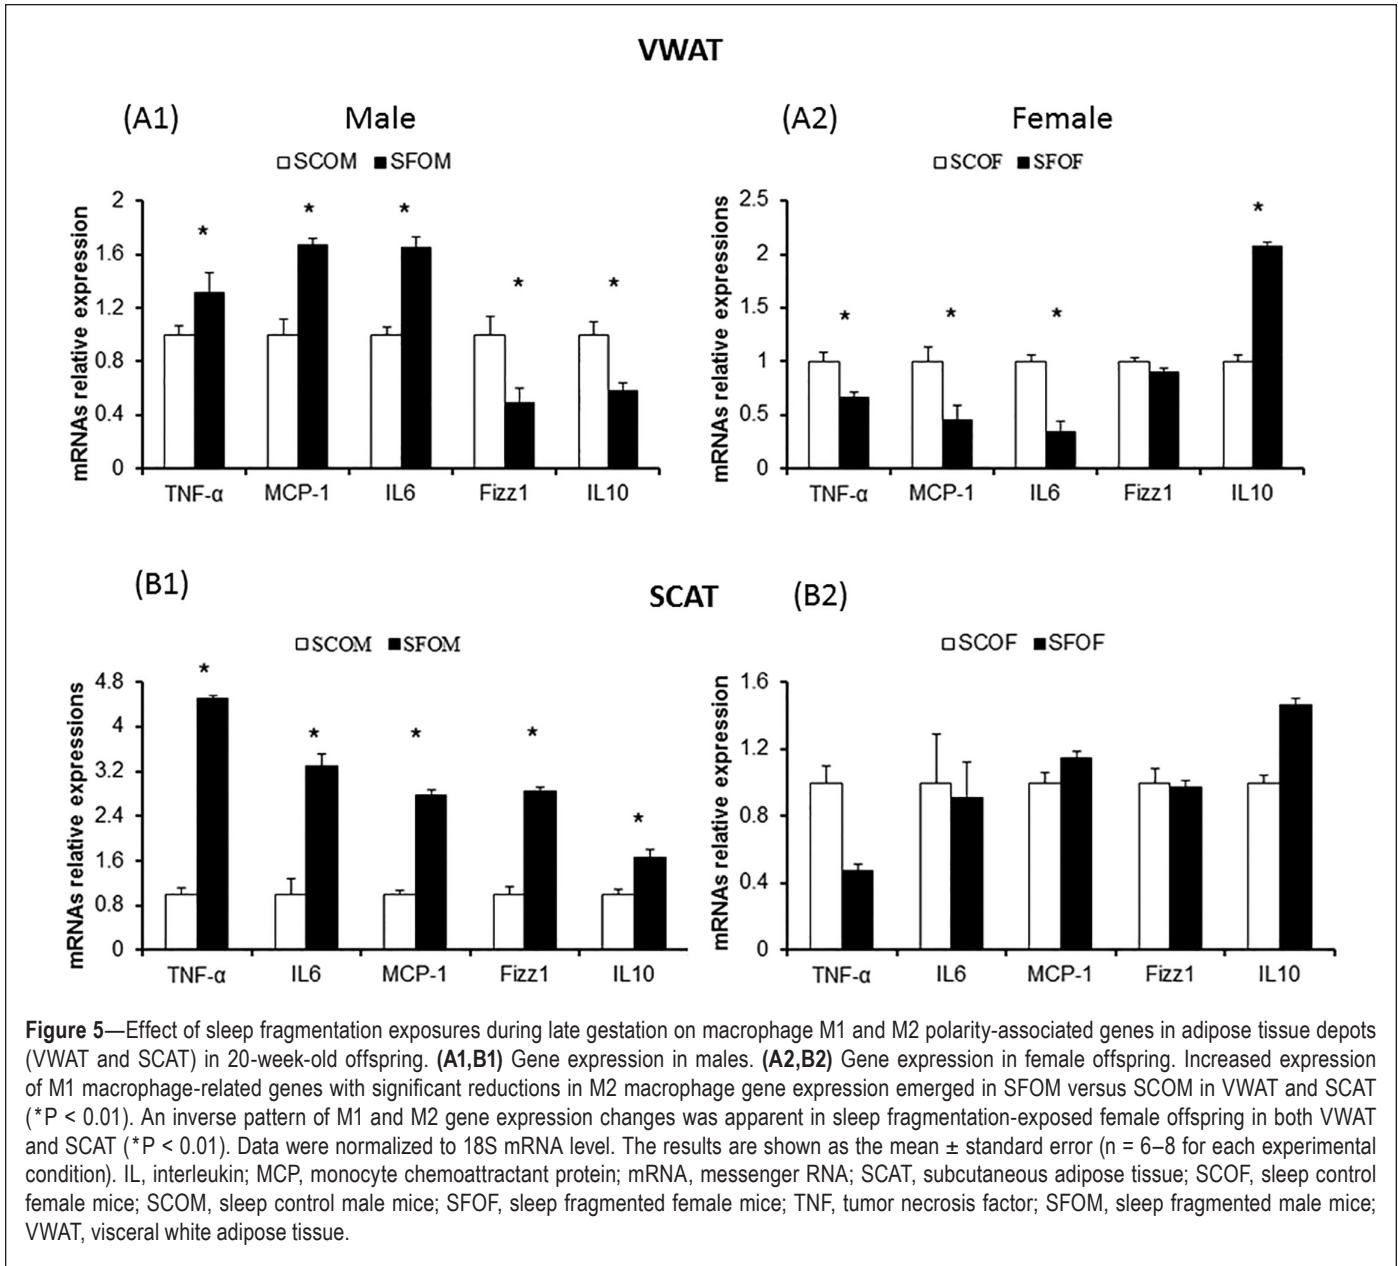 VWAT
(A1) Male
(A2) Female
□SCOM ■SFOM
□SCOF ■SFOF
mRNAs relative expression
2
1.6
1.2
0.8
0.4
0
* * * * *
TNF-α MCP-1 IL6 Fizz1 IL10
mRNAs relative expressions
2.5
2
1.5
1
0.5
0
* * * *
TNF-α MCP-1 IL6 Fizz1 IL10
(B1)
SCAT
(B2)
□SCOM ■SFOM
□SCOF ■SFOF
mRNAs relative expressions
4.8
4
3.2
2.4
1.6
0.8
0
* * * * *
TNF-α IL6 MCP-1 Fizz1 IL10
mRNAs relative expression
1.6
1.2
0.8
0.4
0
TNF-α IL6 MCP-1 Fizz1 IL10
Figure 5—Effect of sleep fragmentation exposures during late gestation on macrophage M1 and M2 polarity-associated genes in adipose tissue depots
(VWAT and SCAT) in 20-week-old offspring. (A1,B1) Gene expression in males. (A2,B2) Gene expression in female offspring. Increased expression
of M1 macrophage-related genes with significant reductions in M2 macrophage gene expression emerged in SFOM versus SCOM in VWAT and SCAT
(*P < 0.01). An inverse pattern of M1 and M2 gene expression changes was apparent in sleep fragmentation-exposed female offspring in both VWAT
and SCAT (*P < 0.01). Data were normalized to 18S mRNA level. The results are shown as the mean ± standard error (n = 6–8 for each experimental
condition). IL, interleukin; MCP, monocyte chemoattractant protein; mRNA, messenger RNA; SCAT, subcutaneous adipose tissue; SCOF, sleep control
female mice; SCOM, sleep control male mice; SFOF, sleep fragmented female mice; TNF, tumor necrosis factor; SFOM, sleep fragmented male mice;
VWAT, visceral white adipose tissue.